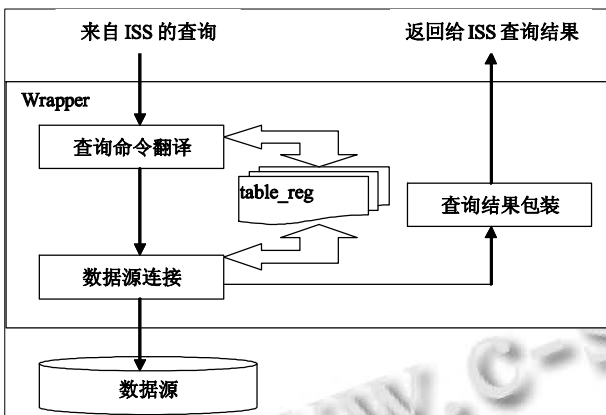 来自 ISS 的查询
返回给 ISS 查询结果
Wrapper
查询命令翻译
table_reg
查询结果包装
数据源连接
数据源
www.c-s